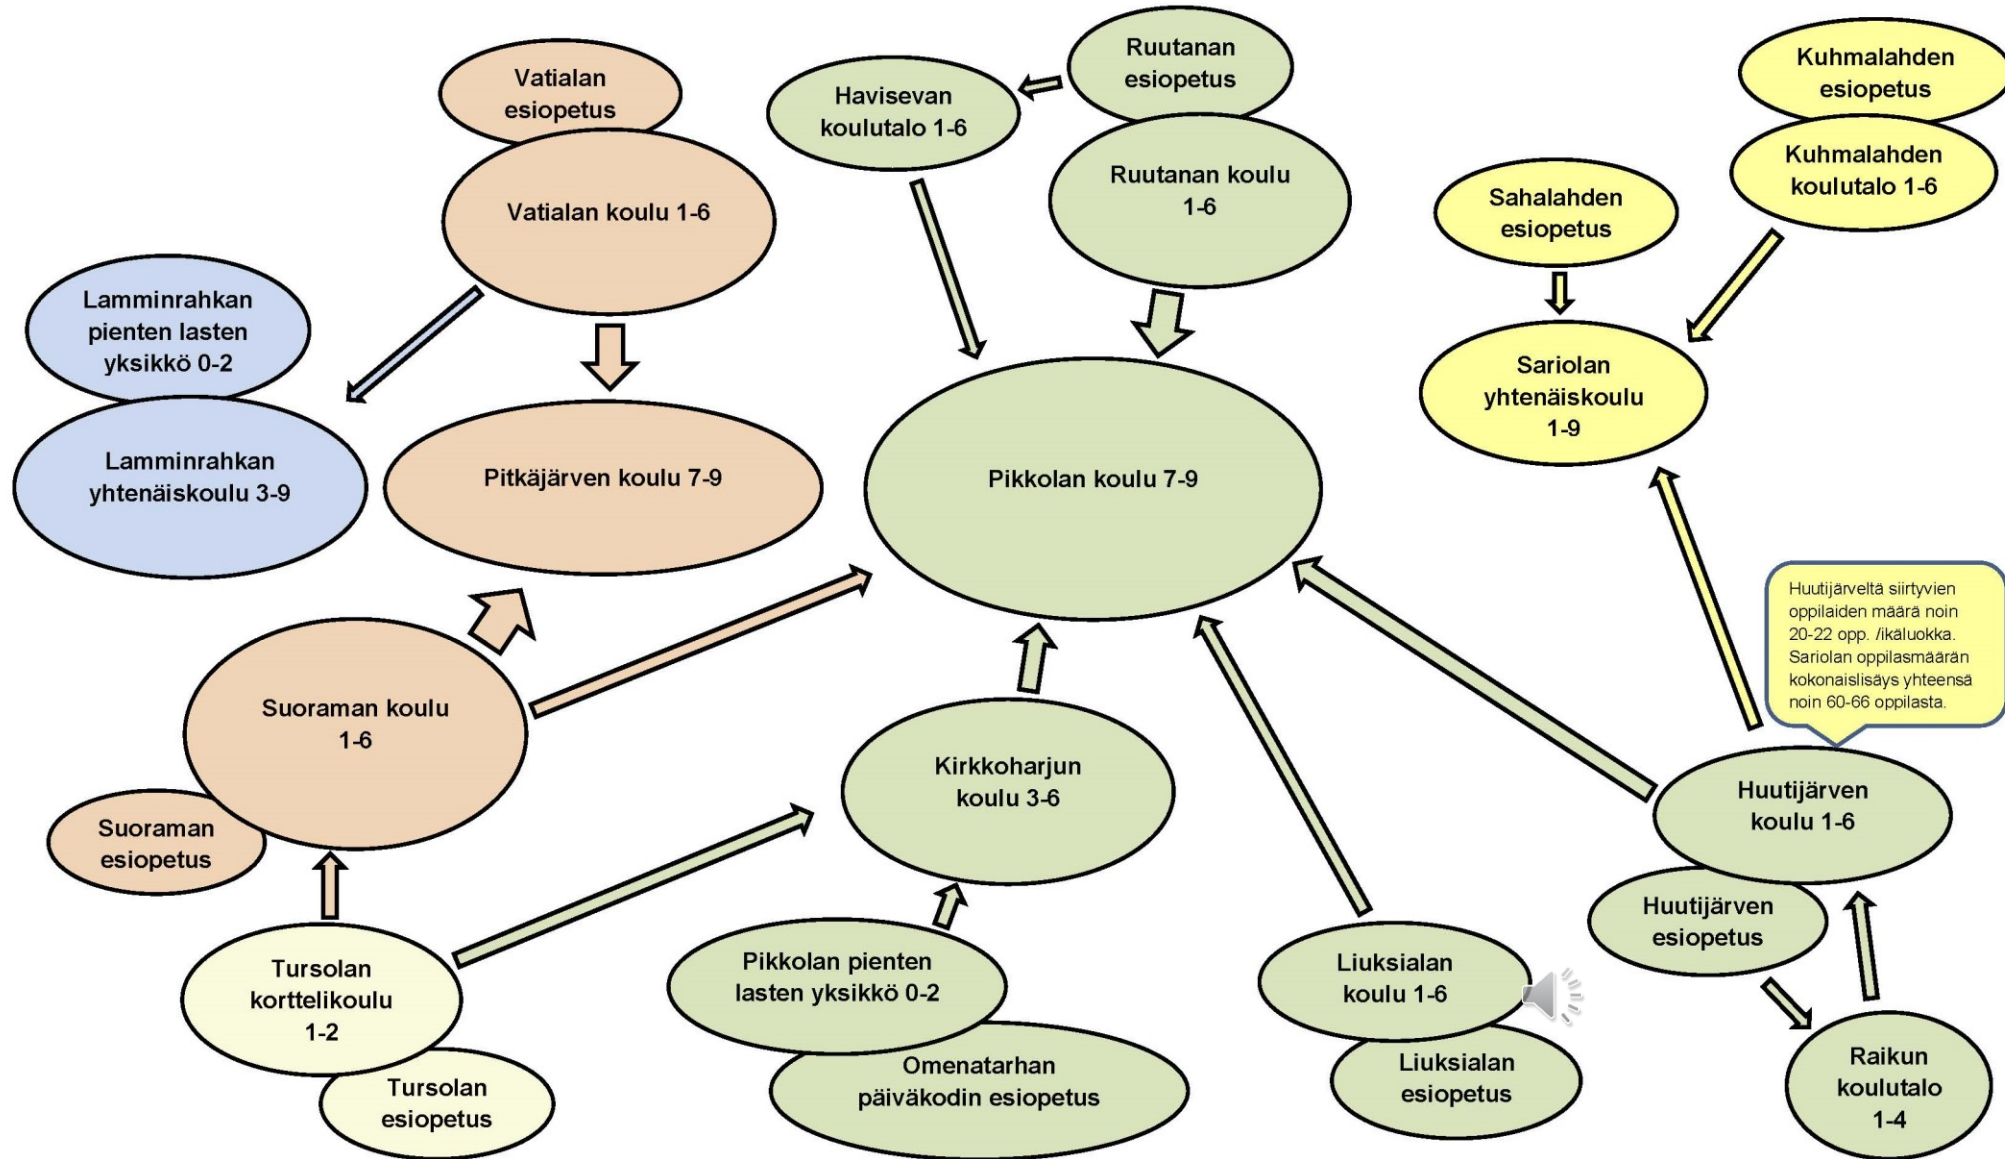 Vatialan
esiopetus
Vatialan koulu 1-6
Havisevan
koulutalo 1-6
Ruutanan
esiopetus
Ruutanan koulu
1-6
Kuhmalahden
esiopetus
Kuhmalahden
koulutalo 1-6
Sahalahden
esiopetus
Sariolan
yhtenäiskoulu
1-9
Lamminrahkan
pienten lasten
yksikkö 0-2
Lamminrahkan
yhtenäiskoulu 3-9
Pitkäjärven koulu 7-9
Pikkolan koulu 7-9
Huutijärveltä siirtyvien
oppilaiden määrä noin
20-22 opp. /ikäluokka.
Sariolan oppilasmäärän
kokonaislisäys yhteensä
noin 60-66 oppilasta.
Suoraman koulu
1-6
Suoraman
esiopetus
Kirkkoharjun
koulu 3-6
Huutijärven
koulu 1-6
Huutijärven
esiopetus
Tursolan
korttelikoulu
1-2
Tursolan
esiopetus
Pikkolan pienten
lasten yksikkö 0-2
Omenatarhan
päiväkodin esiopetus
Liuksialan
koulu 1-6
Liuksialan
esiopetus
Raikun
koulutalo
1-4